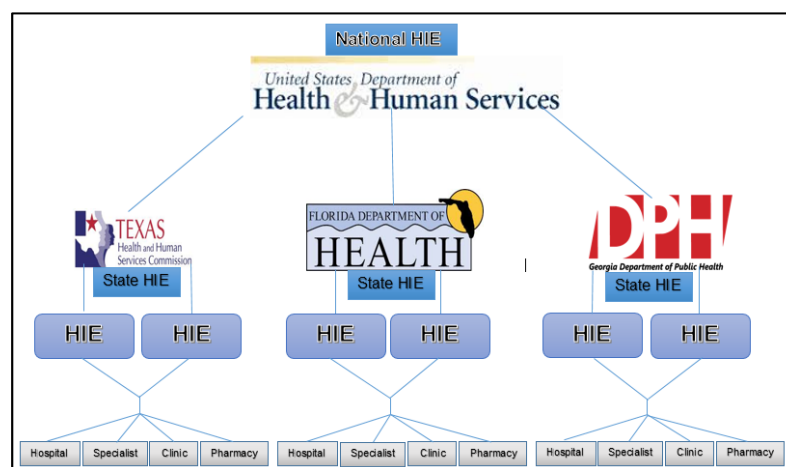 National HIE
United States Department of
Health & Human Services
TEXAS
Health and Human
Services Commission
State HIE
FLORIDA DEPARTMENT OF
HEALTH
State HIE
DPH
Georgia Department of Public Health
State HIE
HIE
HIE
HIE
HIE
HIE
HIE
Hospital
Specialist
Clinic
Pharmacy
Hospital
Specialist
Clinic
Pharmacy
Hospital
Specialist
Clinic
Pharmacy